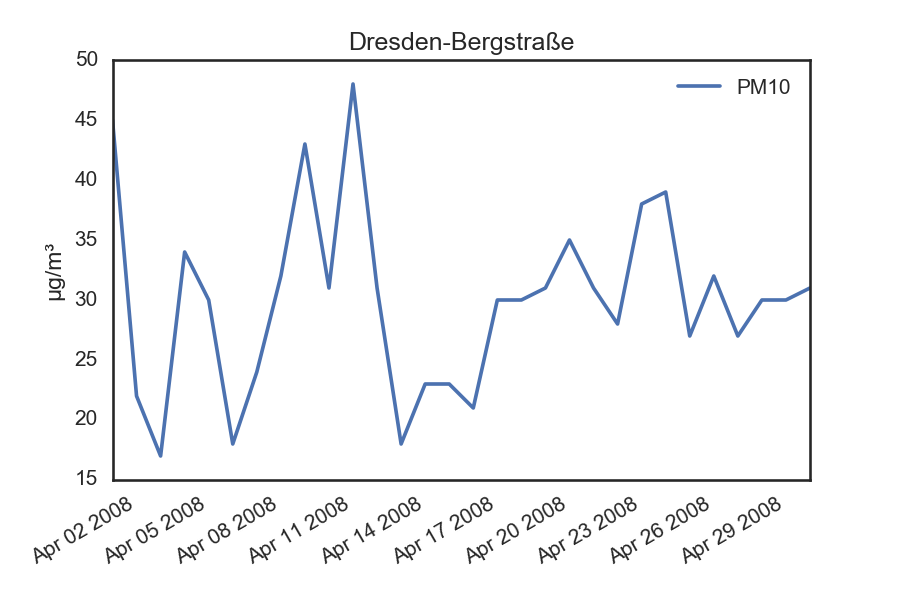 Dresden-Bergstraße
PM10
50
45
40
35
30
25
20
15
µg/m³
Apr 02 2008
Apr 05 2008
Apr 08 2008
Apr 11 2008
Apr 14 2008
Apr 17 2008
Apr 20 2008
Apr 23 2008
Apr 26 2008
Apr 29 2008